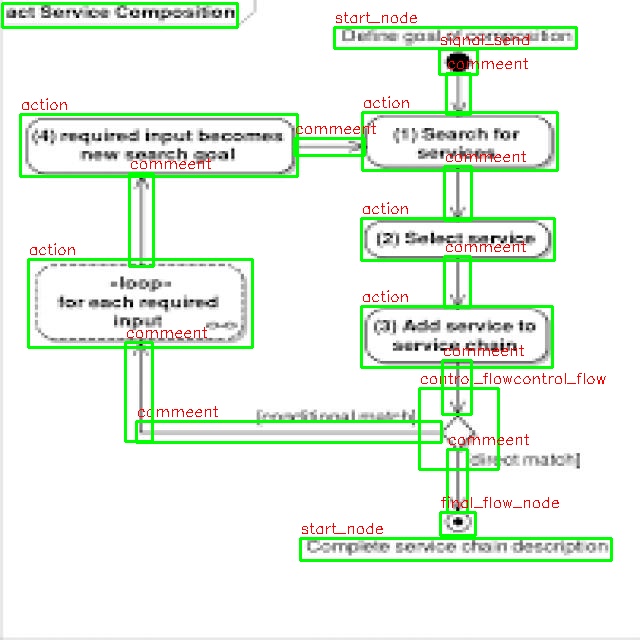 act Service Composition
start_node
Define goal of composition
signal_send
commeent
action
(4) required input becomes
new search goal
commeent
commeent
action
(1) Search for
services
commeent
action
(2) Select service
commeent
action
-loop-
for each required
input
commeent
action
(3) Add service to
service chain
commeent
control_flowcontrol_flow
commeent
[conditional match]
commeent
[direct match]
final_flow_node
start_node
Complete service chain description